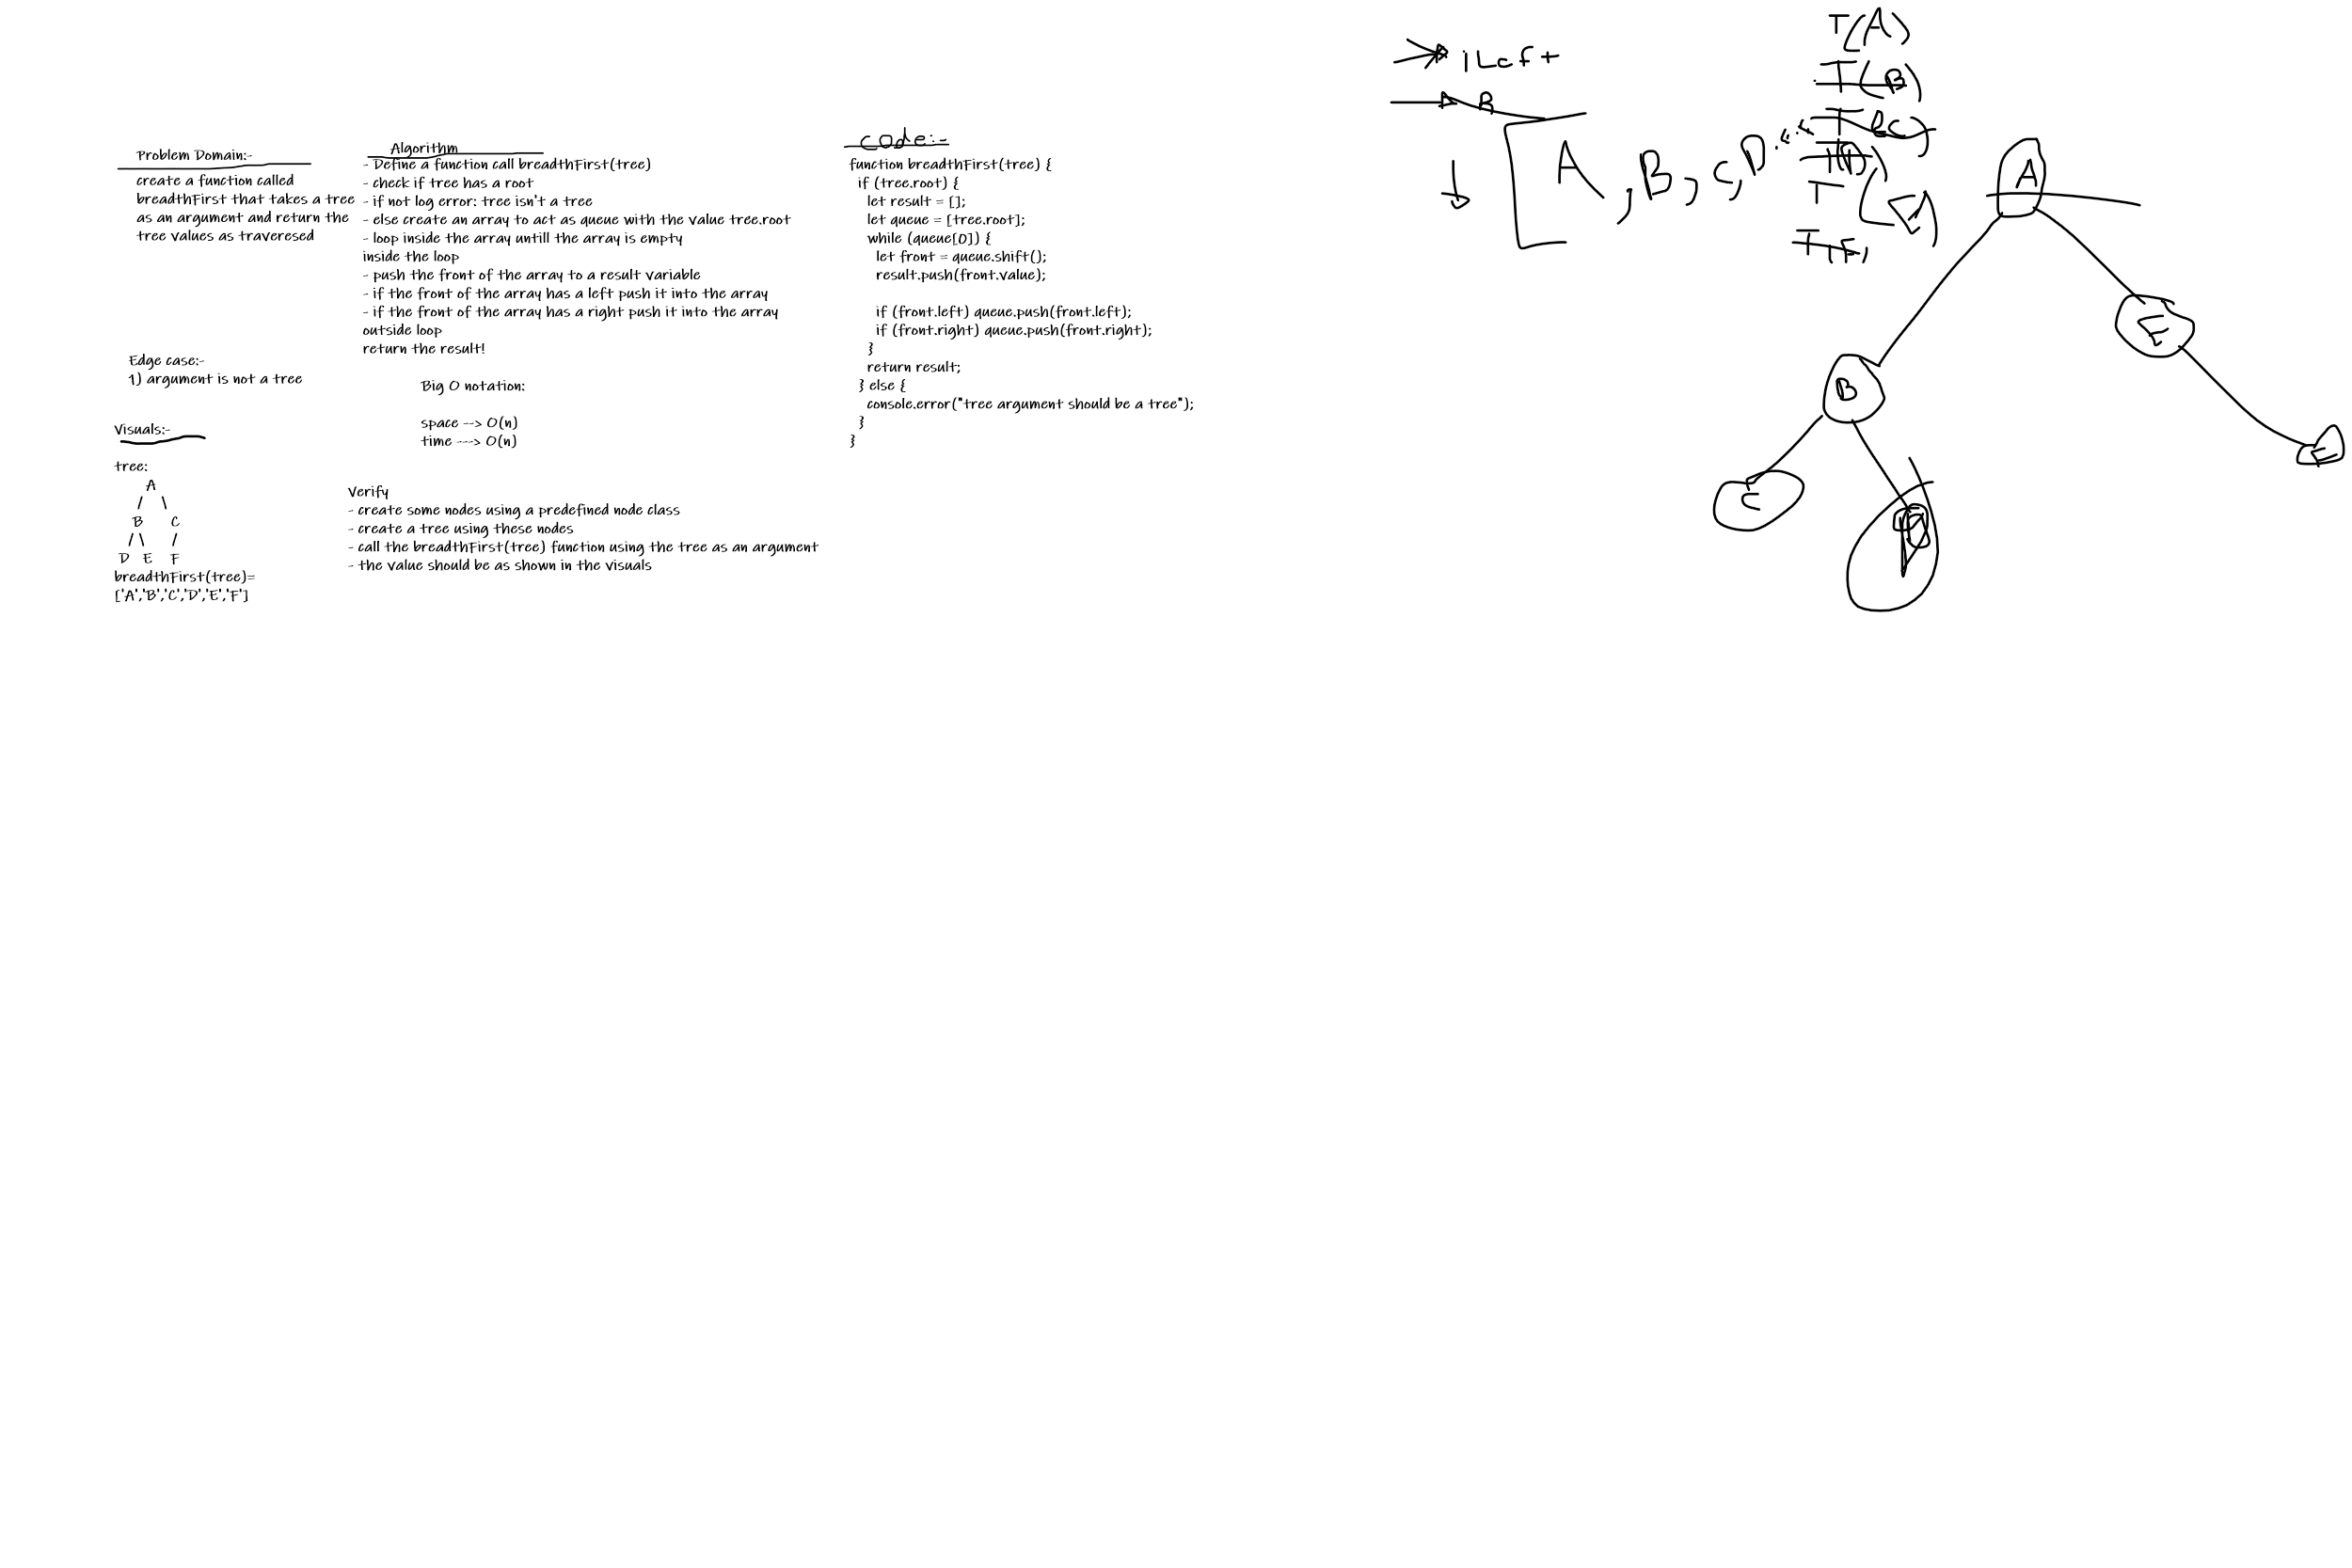 Problem Domain:-
create a function called
breadthFirst that takes a tree
as an argument and return the
tree values as traveresed
Edge case:-
1) argument is not a tree
Visuals:-
tree:
A
/ \
B C
/ \ /
D E F
breadthFirst(tree)=
['A','B','C','D','E','F']
Algorithm
- Define a function call breadthFirst(tree)
- check if tree has a root
- if not log error: tree isn't a tree
- else create an array to act as queue with the value tree.root
- loop inside the array untill the array is empty
inside the loop
- push the front of the array to a result variable
- if the front of the array has a left push it into the array
- if the front of the array has a right push it into the array
outside loop
return the result!
Big O notation:
space --> O(n)
time ---> O(n)
Verify
- create some nodes using a predefined node class
- create a tree using these nodes
- call the breadthFirst(tree) function using the tree as an argument
- the value should be as shown in the visuals
code:-
function breadthFirst(tree) {
if (tree.root) {
let result = [];
let queue = [tree.root];
while (queue[0]) {
let front = queue.shift();
result.push(front.value);
if (front.left) queue.push(front.left);
if (front.right) queue.push(front.right);
}
return result;
} else {
console.error("tree argument should be a tree");
}
}
B
[A, B, C, D
T(A)
T(B)
T
A
B
C